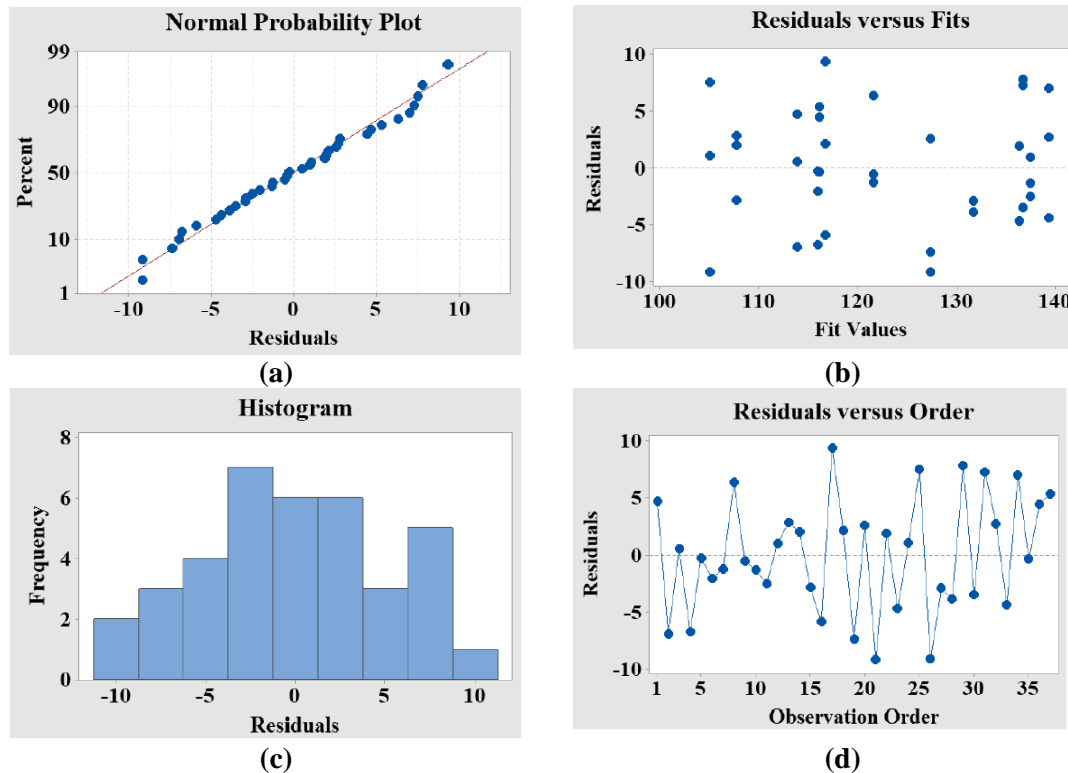 Normal Probability Plot
99
90
50
10
1
Percent
-10 -5 0 5 10
Residuals
(a)
Residuals versus Fits
10
5
0
-5
-10
Residuals
100 110 120 130 140
Fit Values
(b)
Histogram
8
6
4
2
0
Frequency
-10 -5 0 5 10
Residuals
(c)
Residuals versus Order
10
5
0
-5
-10
Residuals
1 5 10 15 20 25 30 35
Observation Order
(d)